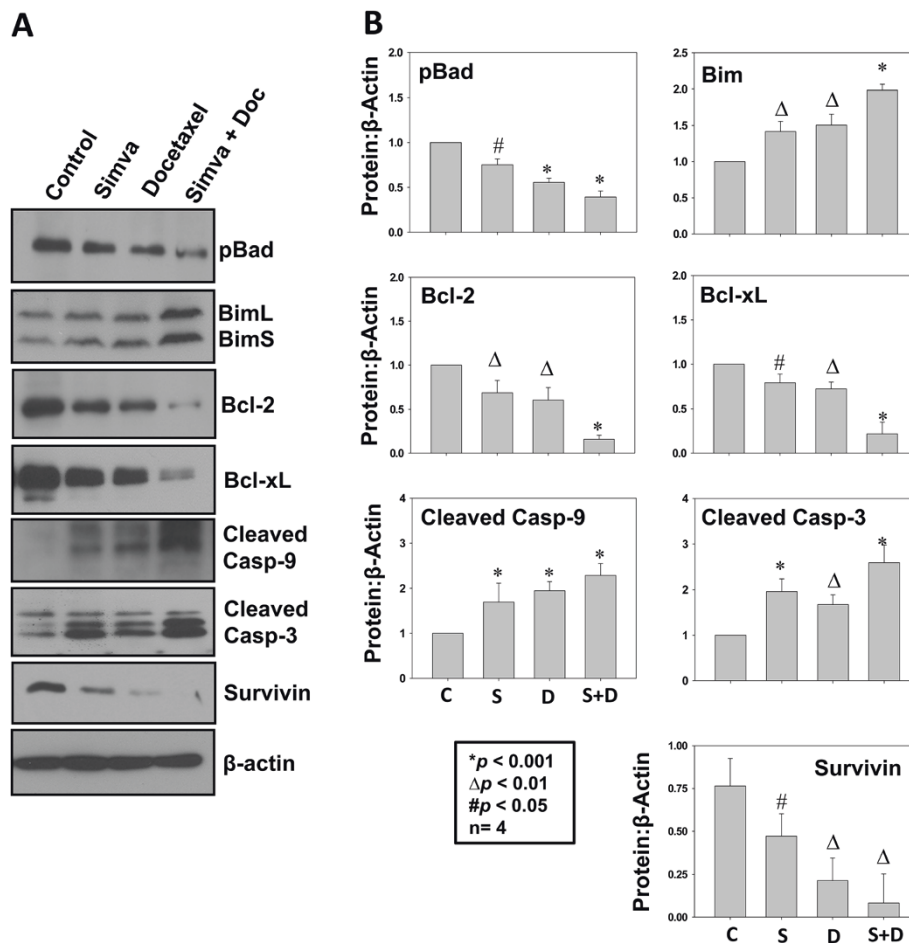 A
Control
Simva
Docetaxel
Simva + Doc
pBad
BimL
BimS
Bcl-2
Bcl-xL
Cleaved
Casp-9
Cleaved
Casp-3
Survivin
β-actin
B
Protein:β-Actin
2.0
1.5
1.0
0.5
0.0
pBad
#
*
*
2.0
1.5
1.0
0.5
0.0
Bim
Δ
Δ
*
Protein:β-Actin
2.0
1.5
1.0
0.5
0.0
Bcl-2
Δ
Δ
*
2.0
1.5
1.0
0.5
0.0
Bcl-xL
#
Δ
*
Protein:β-Actin
4
3
2
1
0
Cleaved Casp-9
*
*
*
C S D S+D
4
3
2
1
0
Cleaved Casp-3
*
Δ
*
*p < 0.001
Δp < 0.01
#p < 0.05
n= 4
Protein:β-Actin
1.00
0.75
0.50
0.25
0.00
Survivin
#
Δ
Δ
C S D S+D